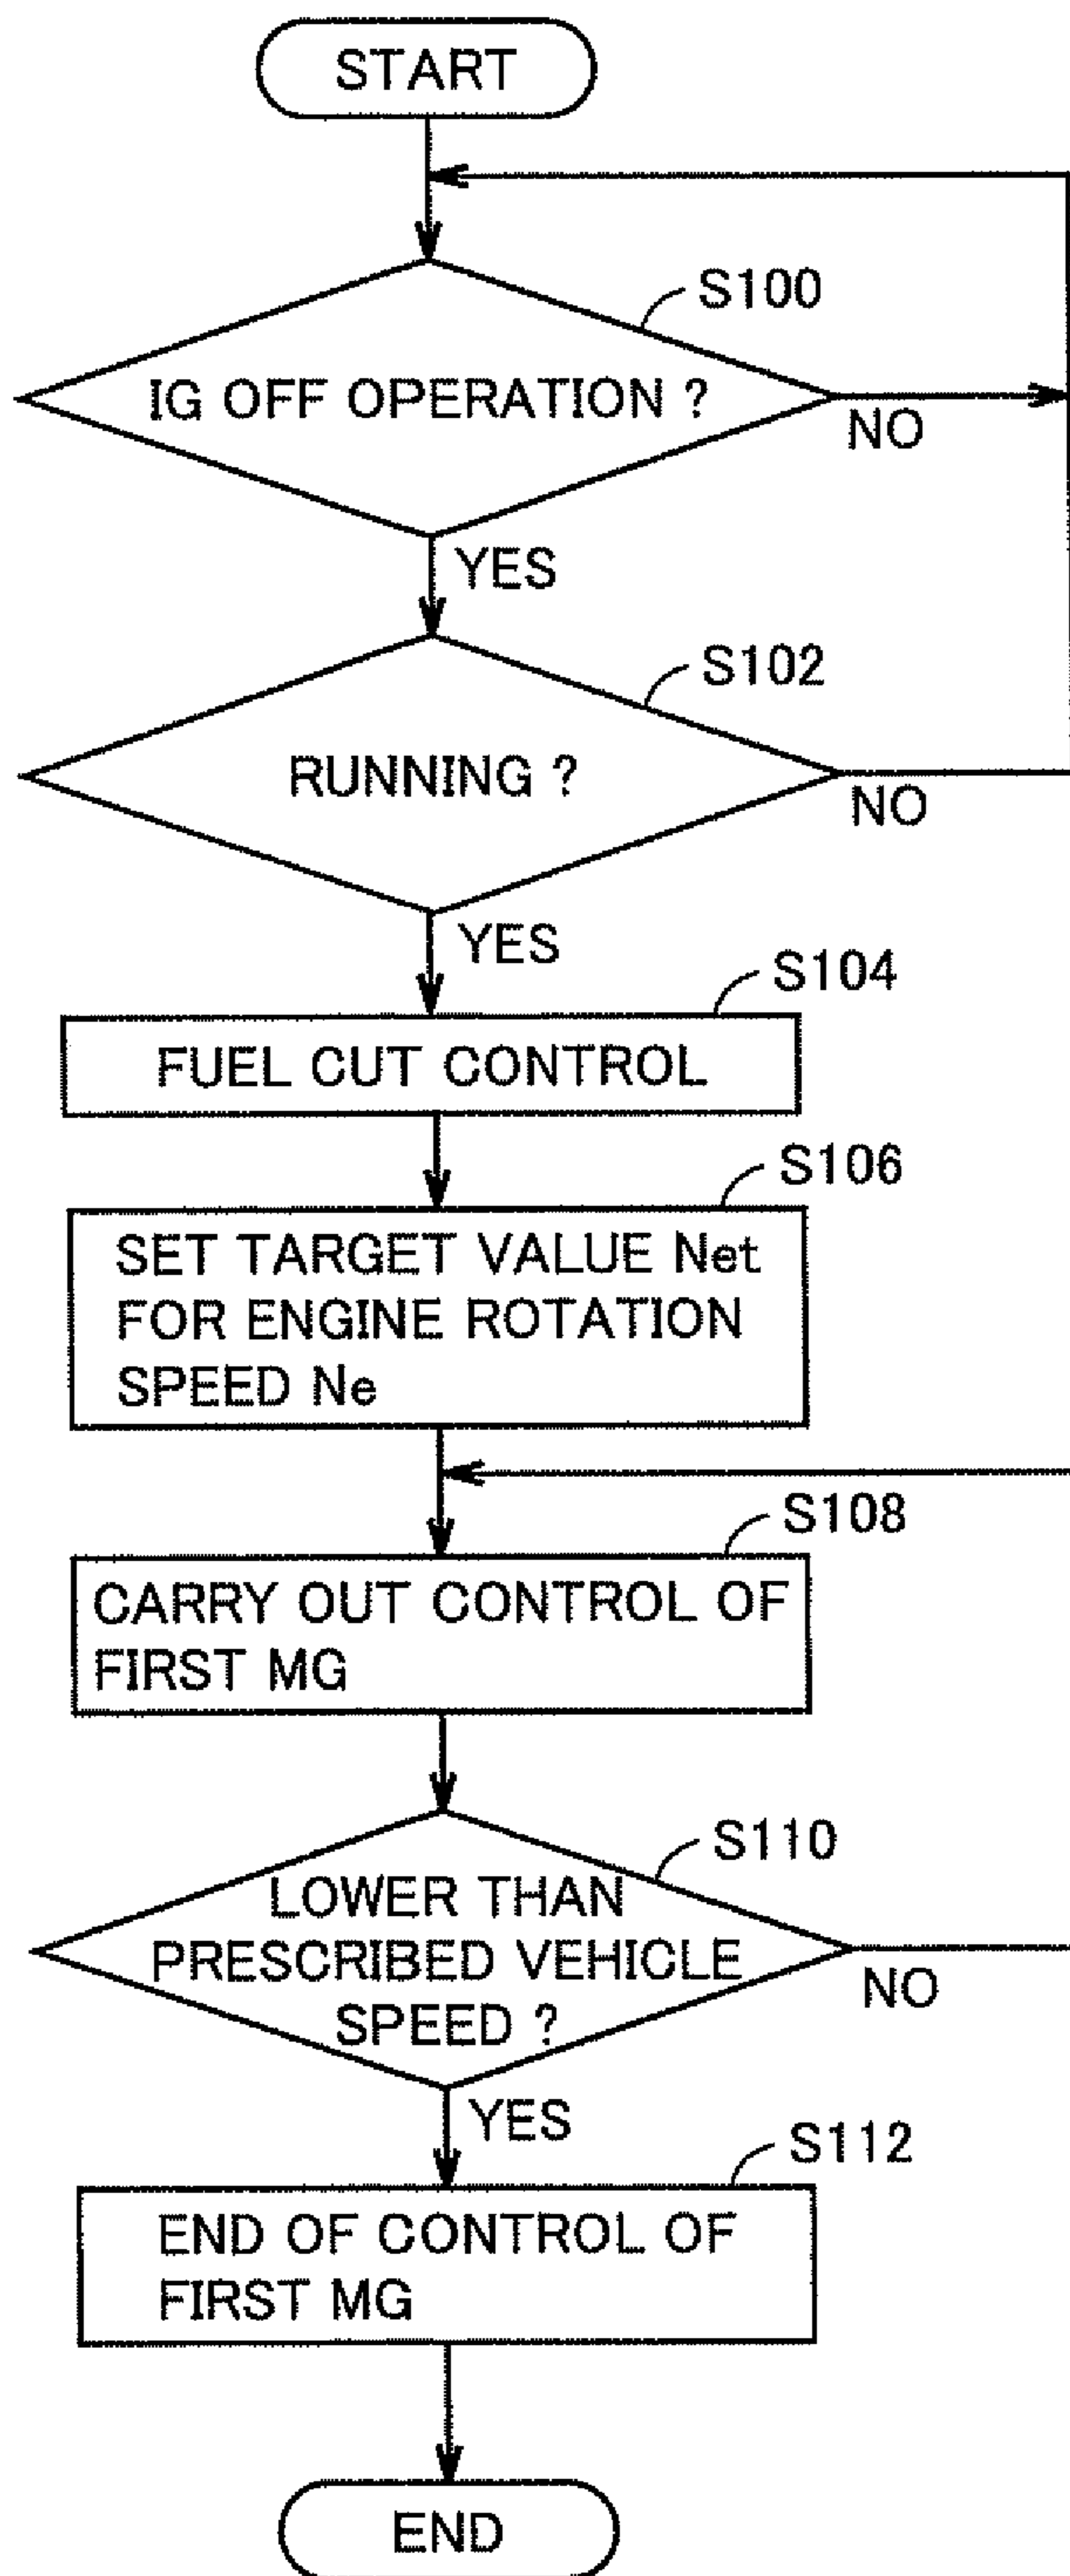 START
S100
IG OFF OPERATION ?
NO
YES
S102
RUNNING ?
NO
YES
S104
FUEL CUT CONTROL
S106
SET TARGET VALUE Net
FOR ENGINE ROTATION
SPEED Ne
S108
CARRY OUT CONTROL OF
FIRST MG
S110
LOWER THAN
PRESCRIBED VEHICLE
SPEED ?
NO
YES
S112
END OF CONTROL OF
FIRST MG
END